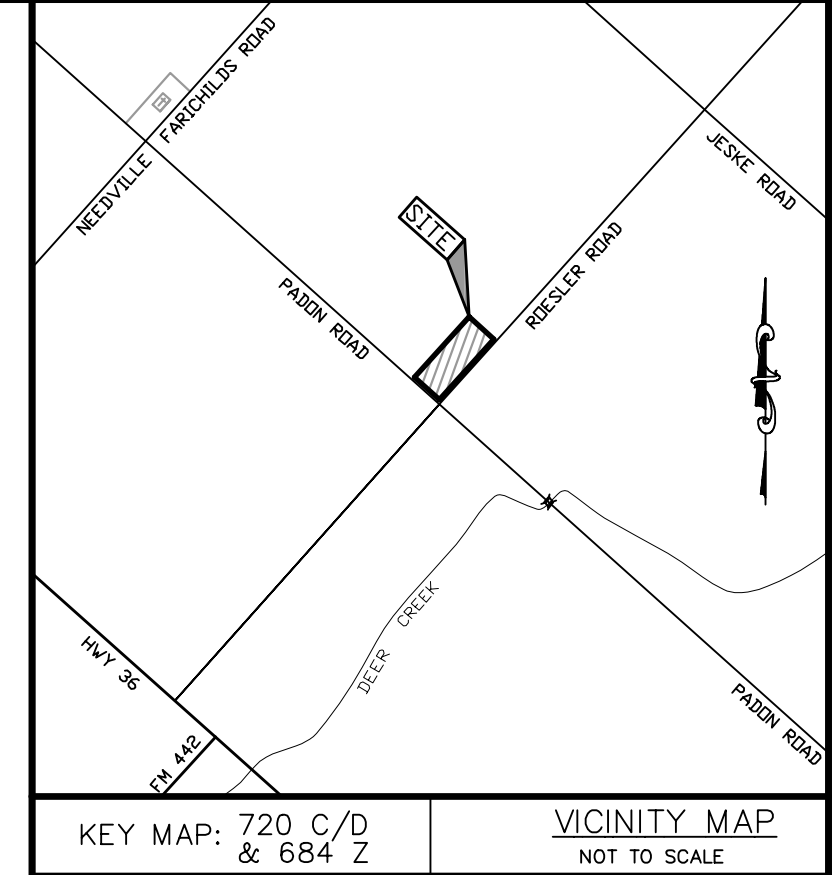 NEEDVILLE FARICHILDS ROAD
JESKE ROAD
SITE
ROESLER ROAD
PADON ROAD
DEER CREEK
HWY 36
FM 442
PADON ROAD
KEY MAP: 720 C/D
& 684 Z
VICINITY MAP
NOT TO SCALE